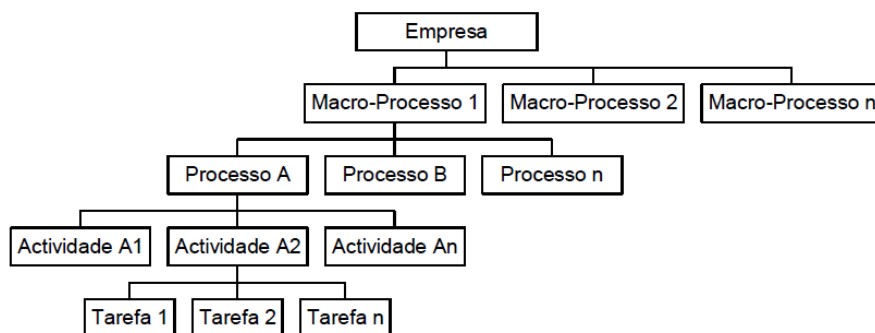 Empresa
Macro-Processo 1
Macro-Processo 2
Macro-Processo n
Processo A
Processo B
Processo n
Actividade A1
Actividade A2
Actividade An
Tarefa 1
Tarefa 2
Tarefa n